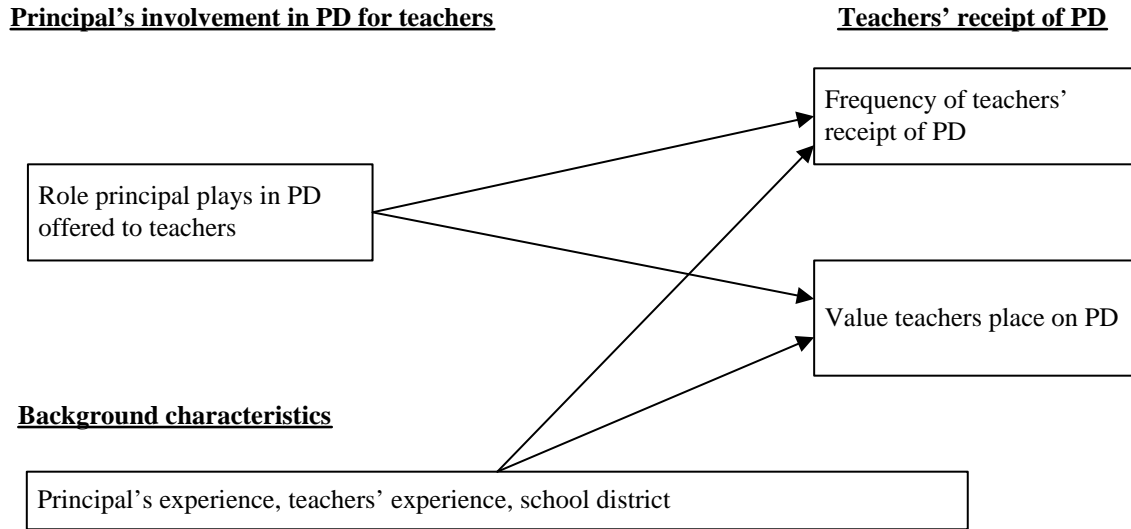 Principal’s involvement in PD for teachers
Teachers’ receipt of PD
Frequency of teachers’
receipt of PD
Role principal plays in PD
offered to teachers
Value teachers place on PD
Background characteristics
Principal’s experience, teachers’ experience, school district